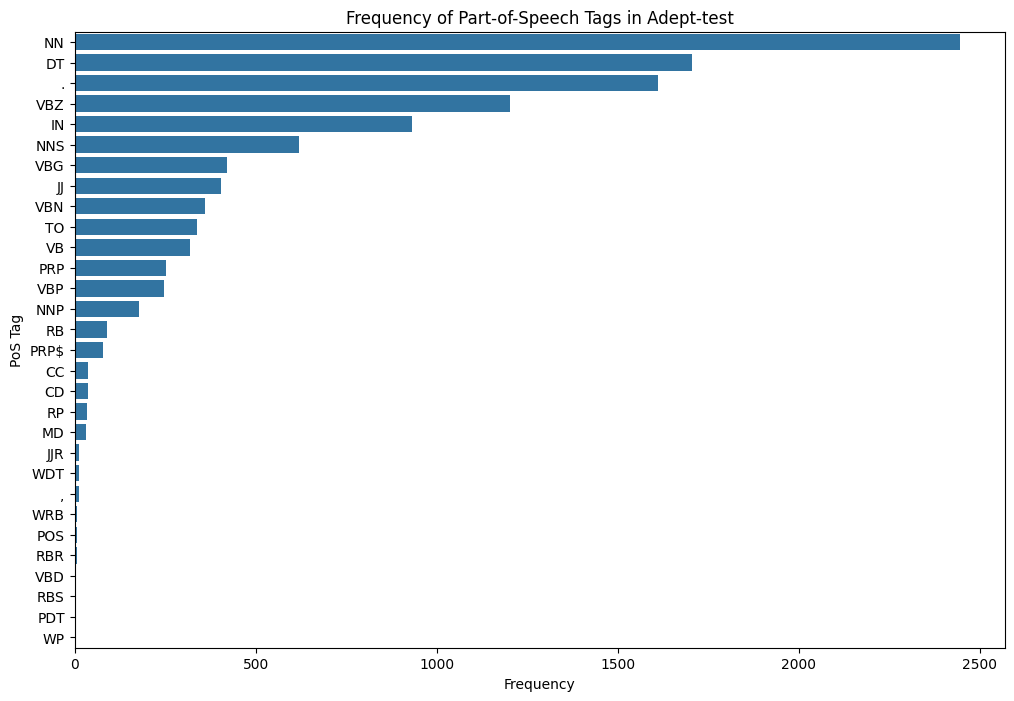 Frequency of Part-of-Speech Tags in Adept-test
PoS Tag
NN
DT
.
VBZ
IN
NNS
VBG
JJ
VBN
TO
VB
PRP
VBP
NNP
RB
PRP$
CC
CD
RP
MD
JJR
WDT
,
WRB
POS
RBR
VBD
RBS
PDT
WP
0 500 1000 1500 2000 2500
Frequency